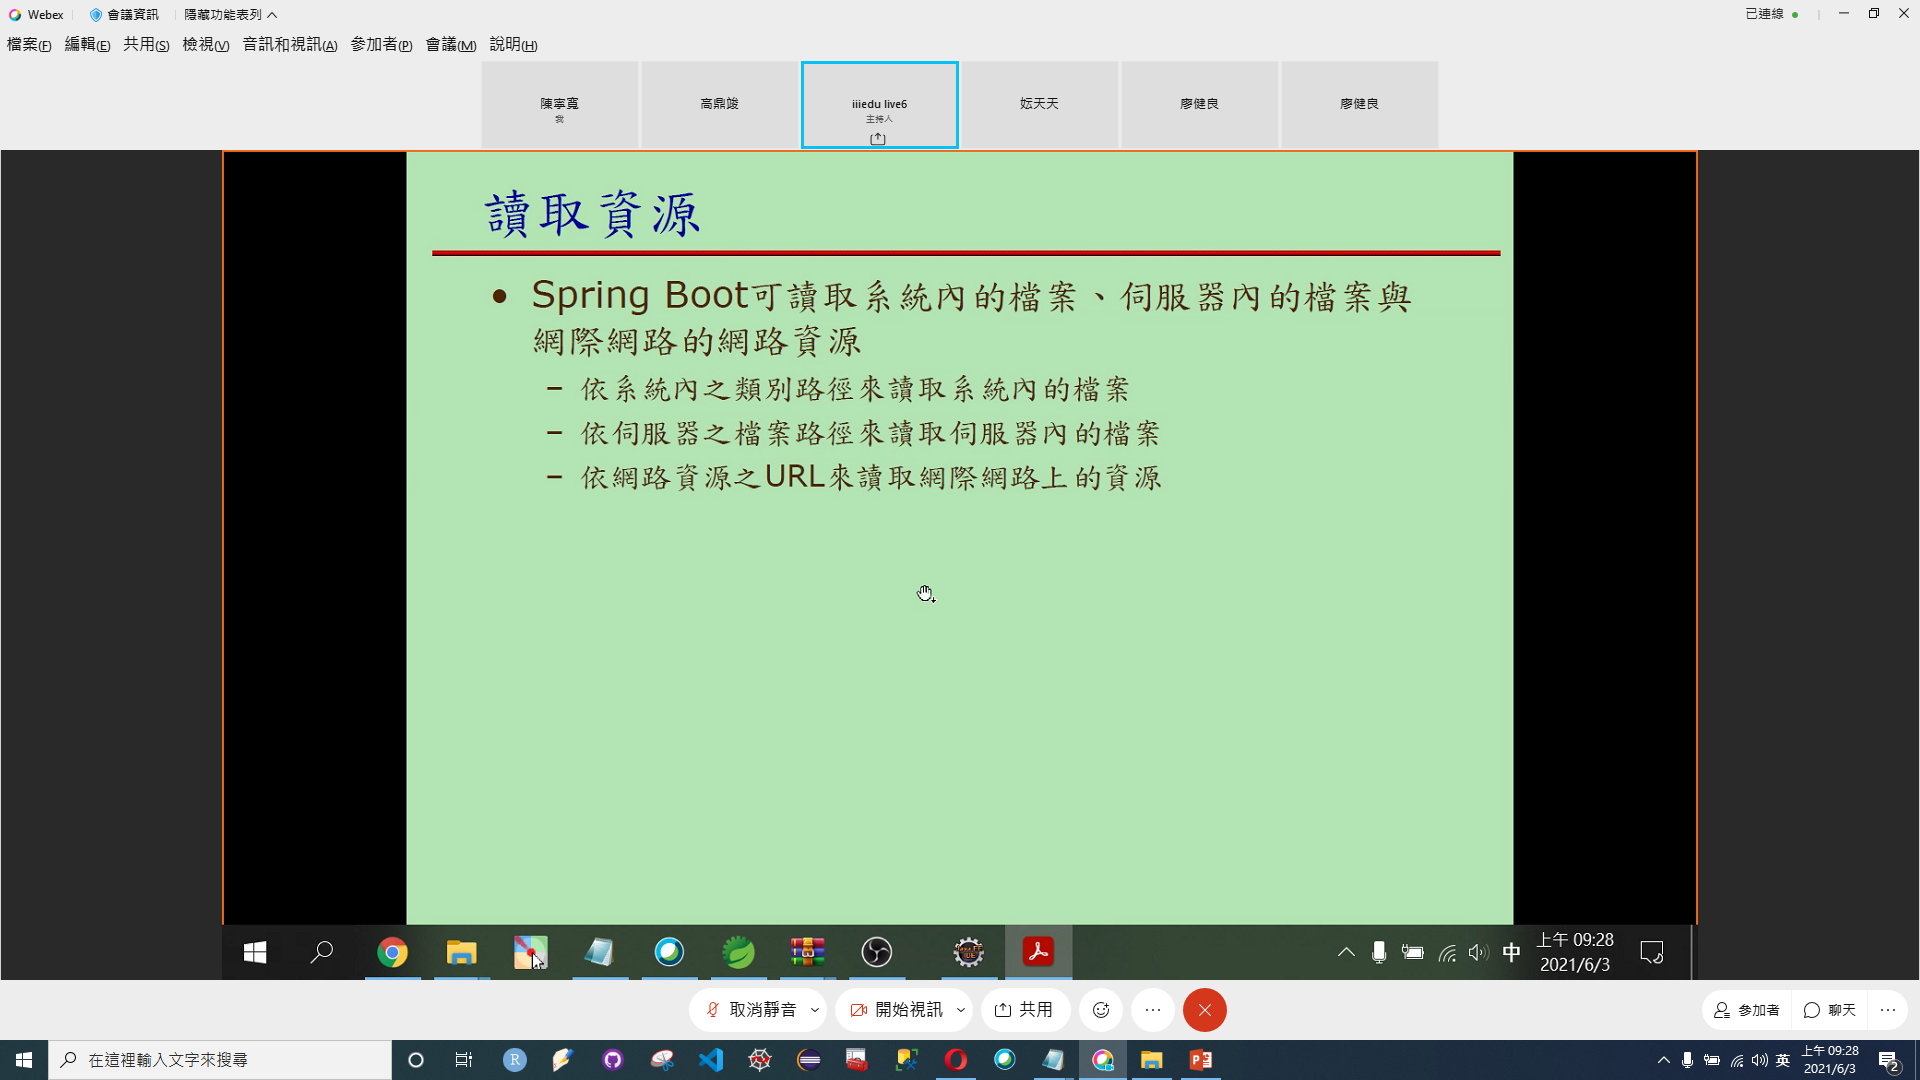 Webex 會議資訊 隱藏功能表列 已連線
檔案(F) 編輯(E) 共用(S) 檢視(V) 音訊和視訊(A) 參加者(P) 會議(M) 說明(H)
陳寧寬 高鼎竣 iiiedu live6 妘天天 廖健良 廖健良
我 主持人
讀取資源
● Spring Boot可讀取系統內的檔案、伺服器內的檔案與
網際網路的網路資源
– 依系統內之類別路徑來讀取系統內的檔案
– 依伺服器之檔案路徑來讀取伺服器內的檔案
– 依網路資源之URL來讀取網際網路上的資源
中 上午 09:28
2021/6/3
取消靜音 開始視訊 共用 參加者 聊天
在這裡輸入文字來搜尋 英 上午 09:28
2021/6/3 2